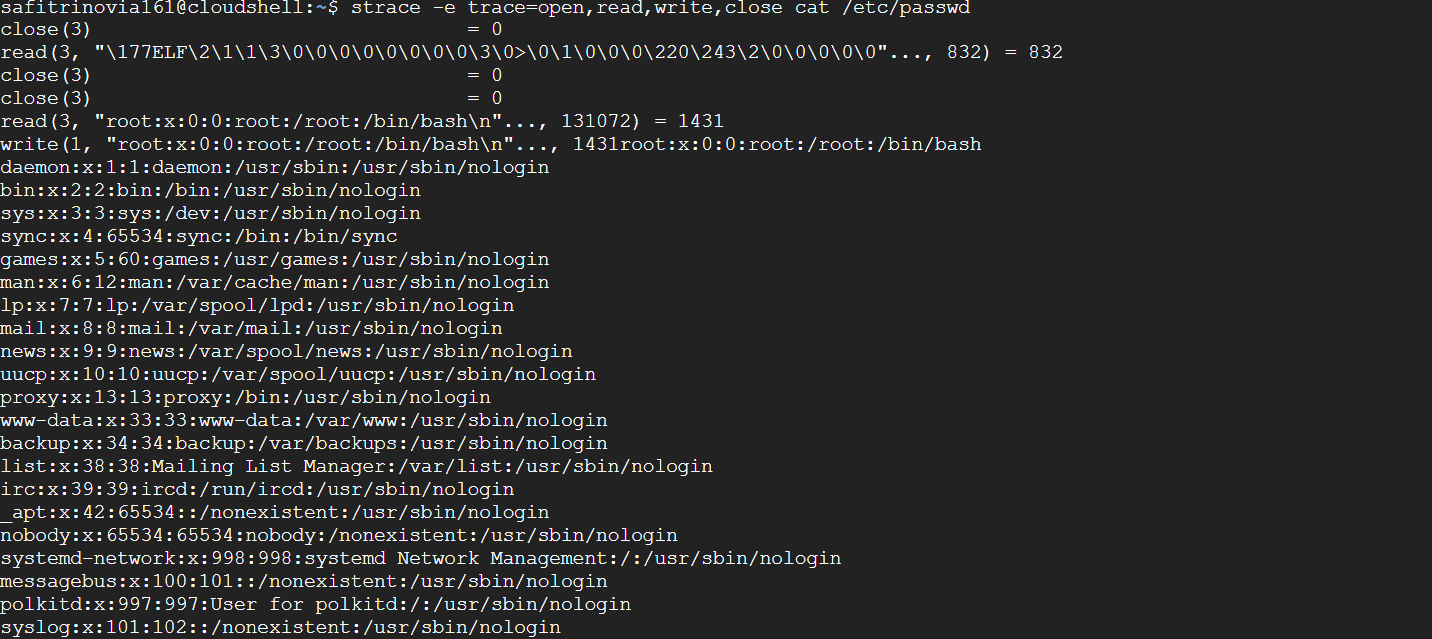 safitrinovia161@cloudshell:~$ strace -e trace=open,read,write,close cat /etc/passwd
close(3)                                = 0
read(3, "\177ELF\2\1\1\3\0\0\0\0\0\0\0\0\3\0>\0\1\0\0\0\220\243\2\0\0\0\0\0"..., 832) = 832
close(3)                                = 0
close(3)                                = 0
read(3, "root:x:0:0:root:/root:/bin/bash\n"..., 131072) = 1431
write(1, "root:x:0:0:root:/root:/bin/bash\n"..., 1431root:x:0:0:root:/root:/bin/bash
daemon:x:1:1:daemon:/usr/sbin:/usr/sbin/nologin
bin:x:2:2:bin:/bin:/usr/sbin/nologin
sys:x:3:3:sys:/dev:/usr/sbin/nologin
sync:x:4:65534:sync:/bin:/bin/sync
games:x:5:60:games:/usr/games:/usr/sbin/nologin
man:x:6:12:man:/var/cache/man:/usr/sbin/nologin
lp:x:7:7:lp:/var/spool/lpd:/usr/sbin/nologin
mail:x:8:8:mail:/var/mail:/usr/sbin/nologin
news:x:9:9:news:/var/spool/news:/usr/sbin/nologin
uucp:x:10:10:uucp:/var/spool/uucp:/usr/sbin/nologin
proxy:x:13:13:proxy:/bin:/usr/sbin/nologin
www-data:x:33:33:www-data:/var/www:/usr/sbin/nologin
backup:x:34:34:backup:/var/backups:/usr/sbin/nologin
list:x:38:38:Mailing List Manager:/var/list:/usr/sbin/nologin
irc:x:39:39:ircd:/run/ircd:/usr/sbin/nologin
_apt:x:42:65534::/nonexistent:/usr/sbin/nologin
nobody:x:65534:65534:nobody:/nonexistent:/usr/sbin/nologin
systemd-network:x:998:998:systemd Network Management:/:/usr/sbin/nologin
messagebus:x:100:101::/nonexistent:/usr/sbin/nologin
polkitd:x:997:997:User for polkitd:/:/usr/sbin/nologin
syslog:x:101:102::/nonexistent:/usr/sbin/nologin